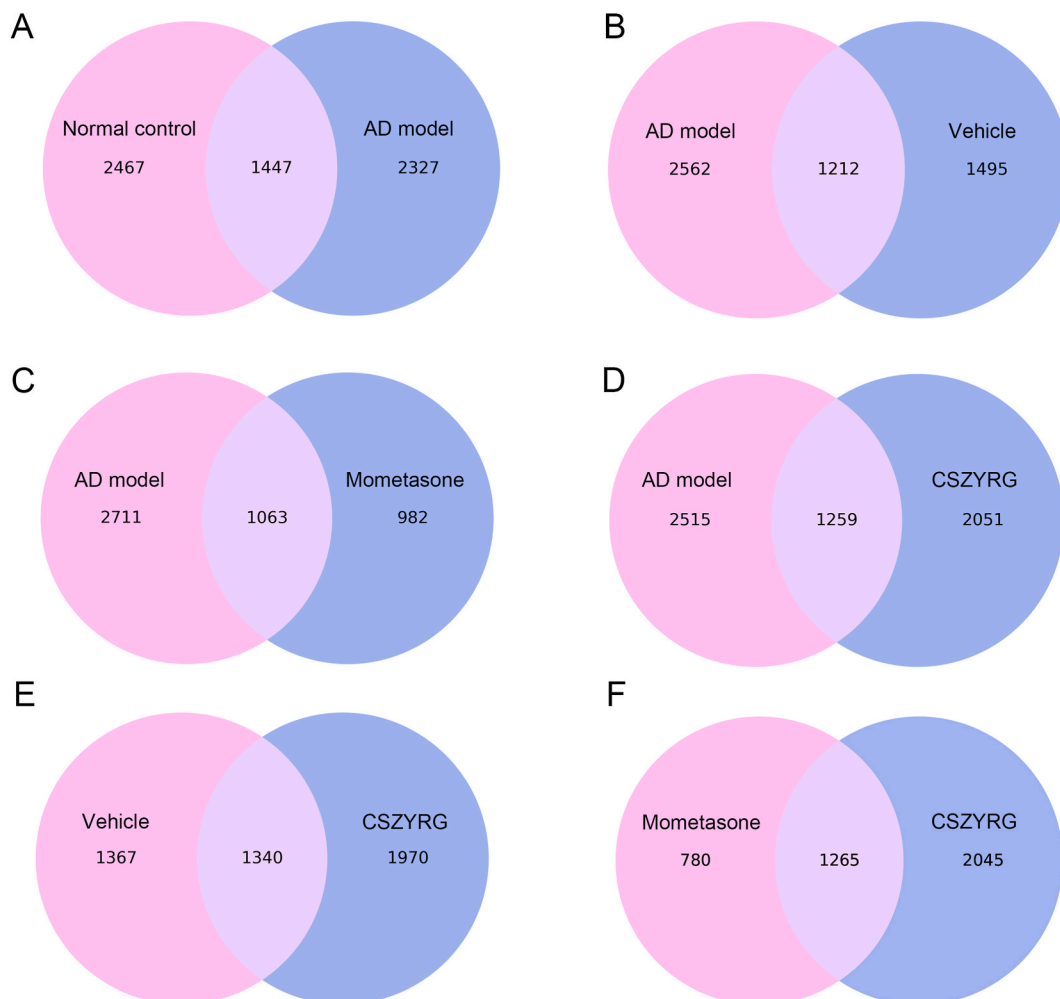 A
Normal control
2467
1447
AD model
2327
B
AD model
2562
1212
Vehicle
1495
C
AD model
2711
1063
Mometasone
982
D
AD model
2515
1259
CSZYRG
2051
E
Vehicle
1367
1340
CSZYRG
1970
F
Mometasone
780
1265
CSZYRG
2045